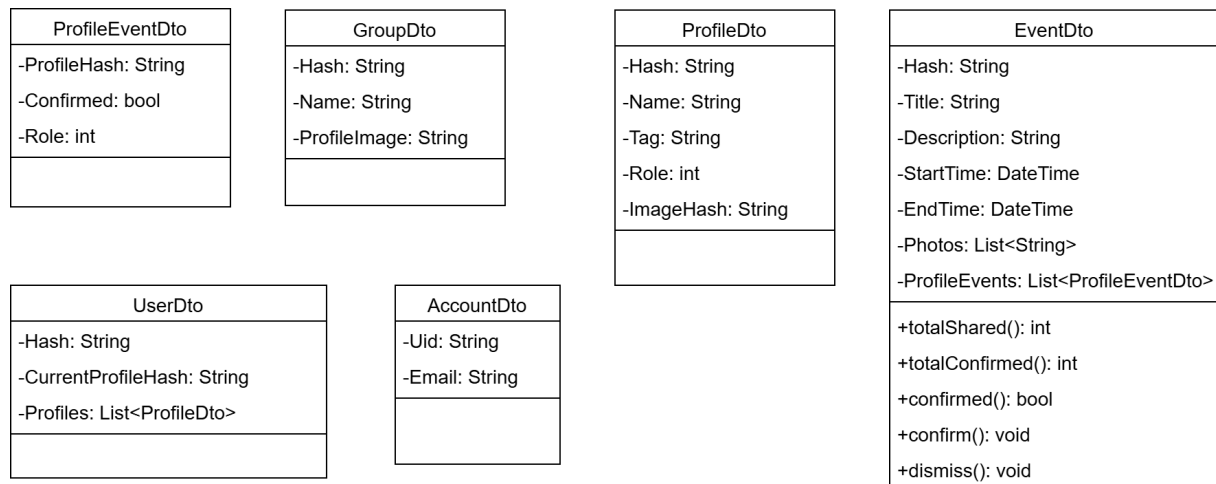 ProfileEventDto
-ProfileHash: String
-Confirmed: bool
-Role: int
GroupDto
-Hash: String
-Name: String
-ProfileImage: String
ProfileDto
-Hash: String
-Name: String
-Tag: String
-Role: int
-ImageHash: String
EventDto
-Hash: String
-Title: String
-Description: String
-StartTime: DateTime
-EndTime: DateTime
-Photos: List<String>
-ProfileEvents: List<ProfileEventDto>
+totalShared(): int
+totalConfirmed(): int
+confirmed(): bool
+confirm(): void
+dismiss(): void
UserDto
-Hash: String
-CurrentProfileHash: String
-Profiles: List<ProfileDto>
AccountDto
-Uid: String
-Email: String